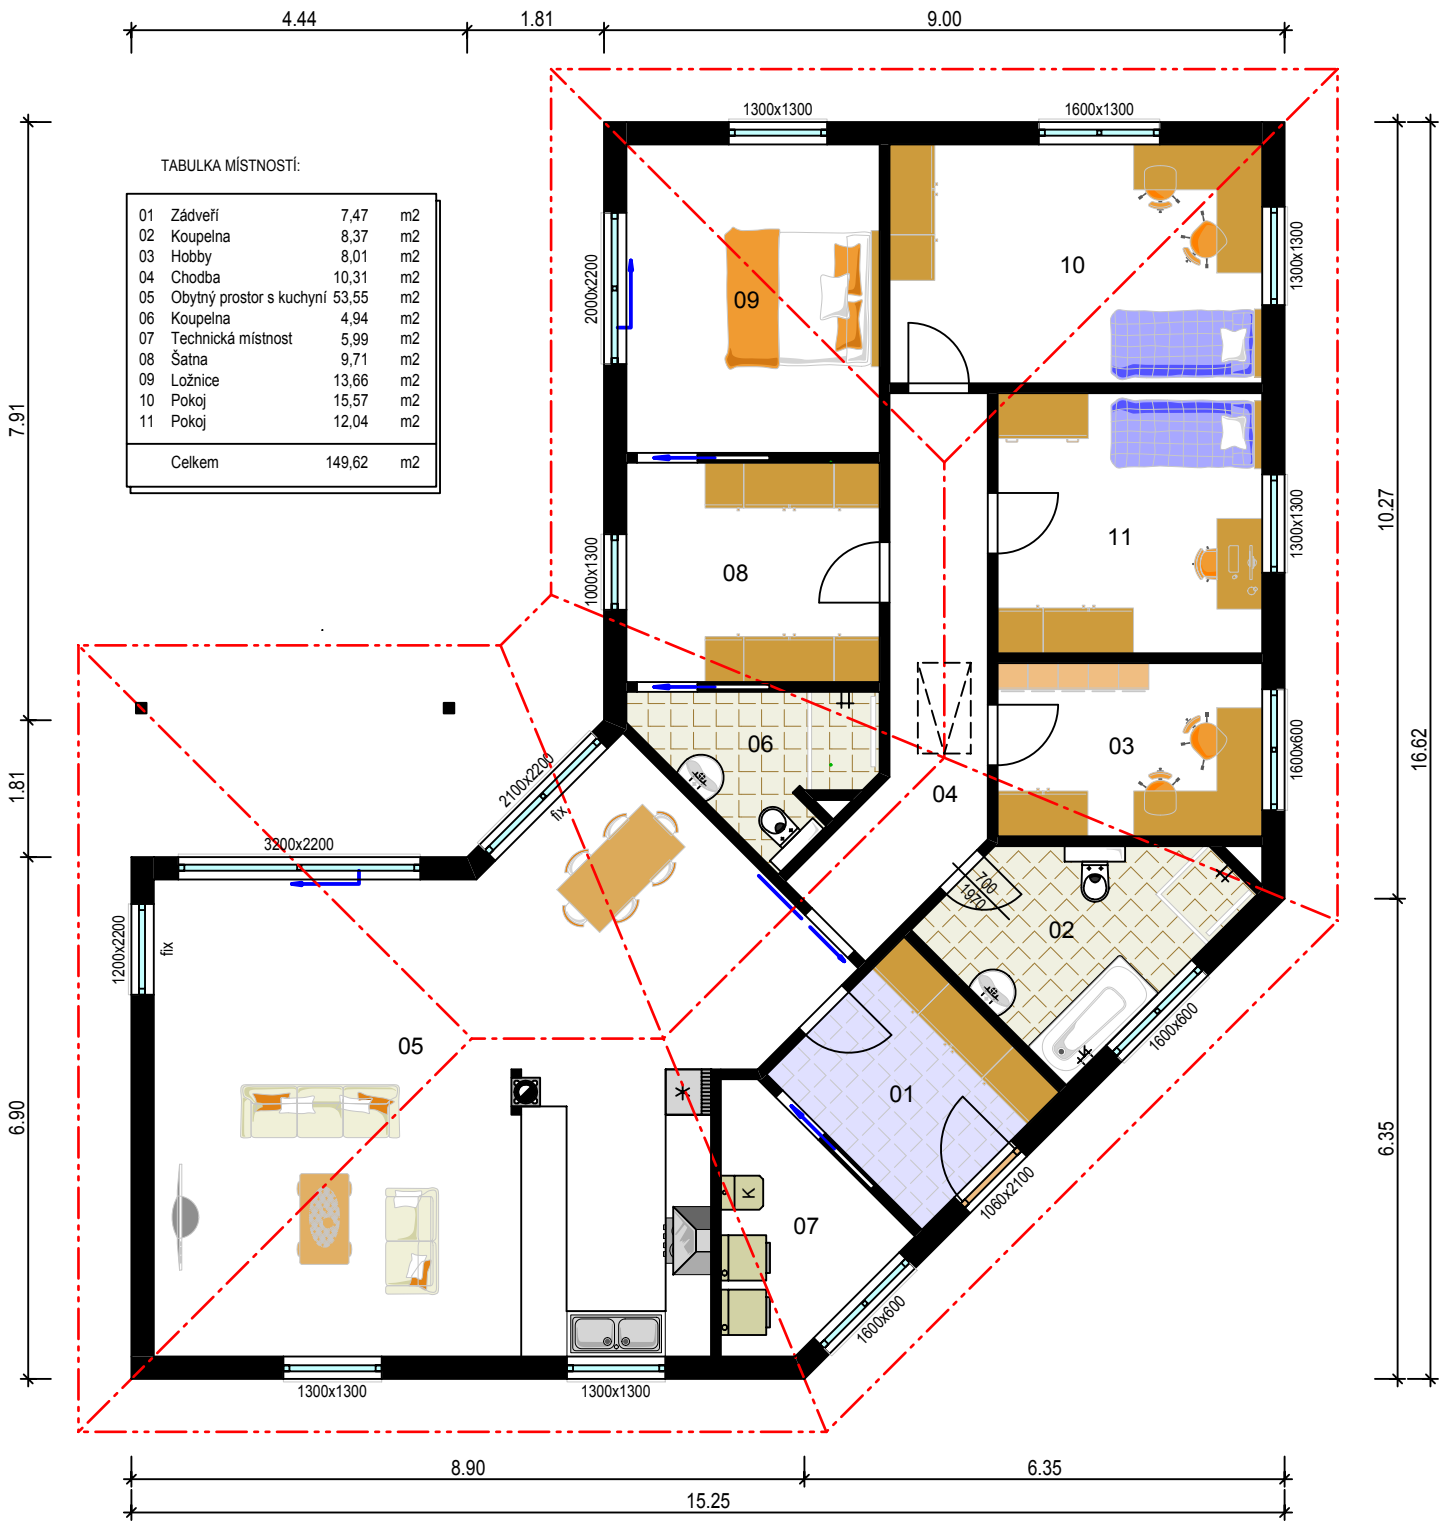 4.44
1.81
9.00
1300x1300
1600x1300
TABULKA MÍSTNOSTÍ:
01 Zádveří 7,47 m2
02 Koupelna 8,37 m2
03 Hobby 8,01 m2
04 Chodba 10,31 m2
05 Obytný prostor s kuchyní 53,55 m2
06 Koupelna 4,94 m2
07 Technická místnost 5,99 m2
08 Šatna 9,71 m2
09 Ložnice 13,66 m2
10 Pokoj 15,57 m2
11 Pokoj 12,04 m2
Celkem 149,62 m2
2000x2200
09
10
1300x1300
7.91
10.27
1000x1300
08
11
1300x1300
16.62
1.81
2100x2200
fix
06
04
03
1600x600
3200x2200
1200x2200
fix
700
1970
02
1600x600
05
01
6.90
6.35
K
07
1060x2100
1600x600
1300x1300
1300x1300
8.90
6.35
15.25